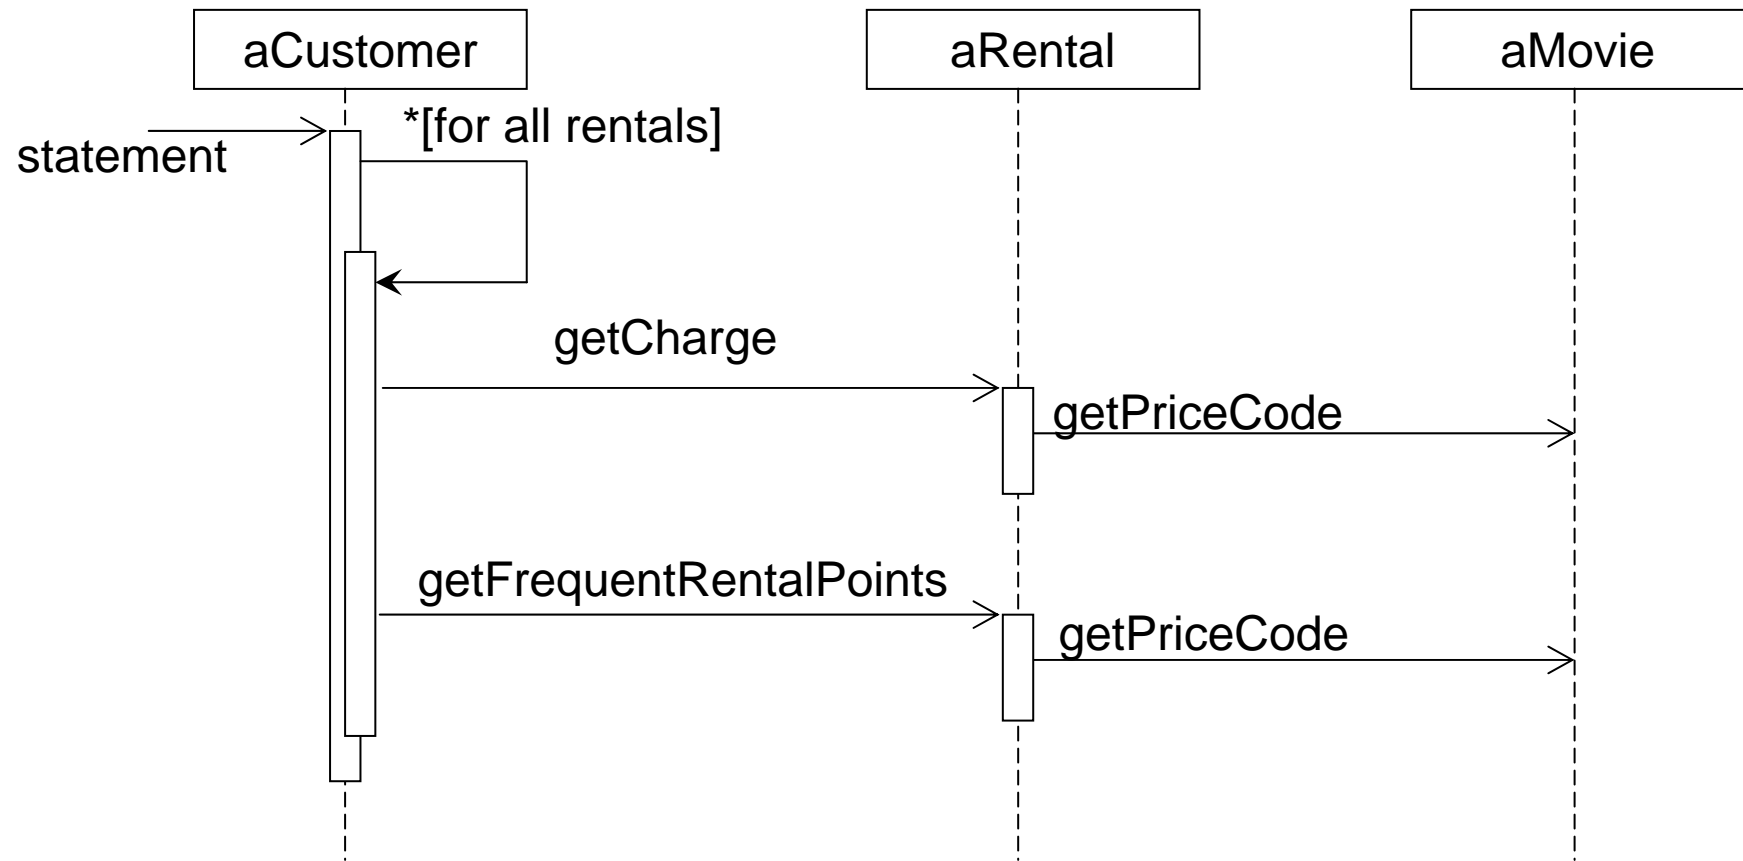 aCustomer
aRental
aMovie
*[for all rentals]
statement
getCharge
getPriceCode
getFrequentRentalPoints
getPriceCode